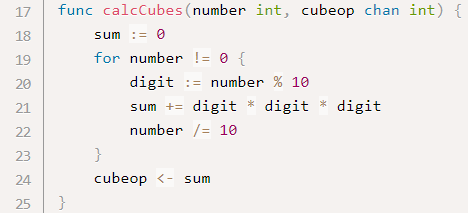 17 func calcCubes(number int, cubeop chan int) {
18     sum := 0
19     for number != 0 {
20         digit := number % 10
21         sum += digit * digit * digit
22         number /= 10
23     }
24     cubeop <- sum
25 }